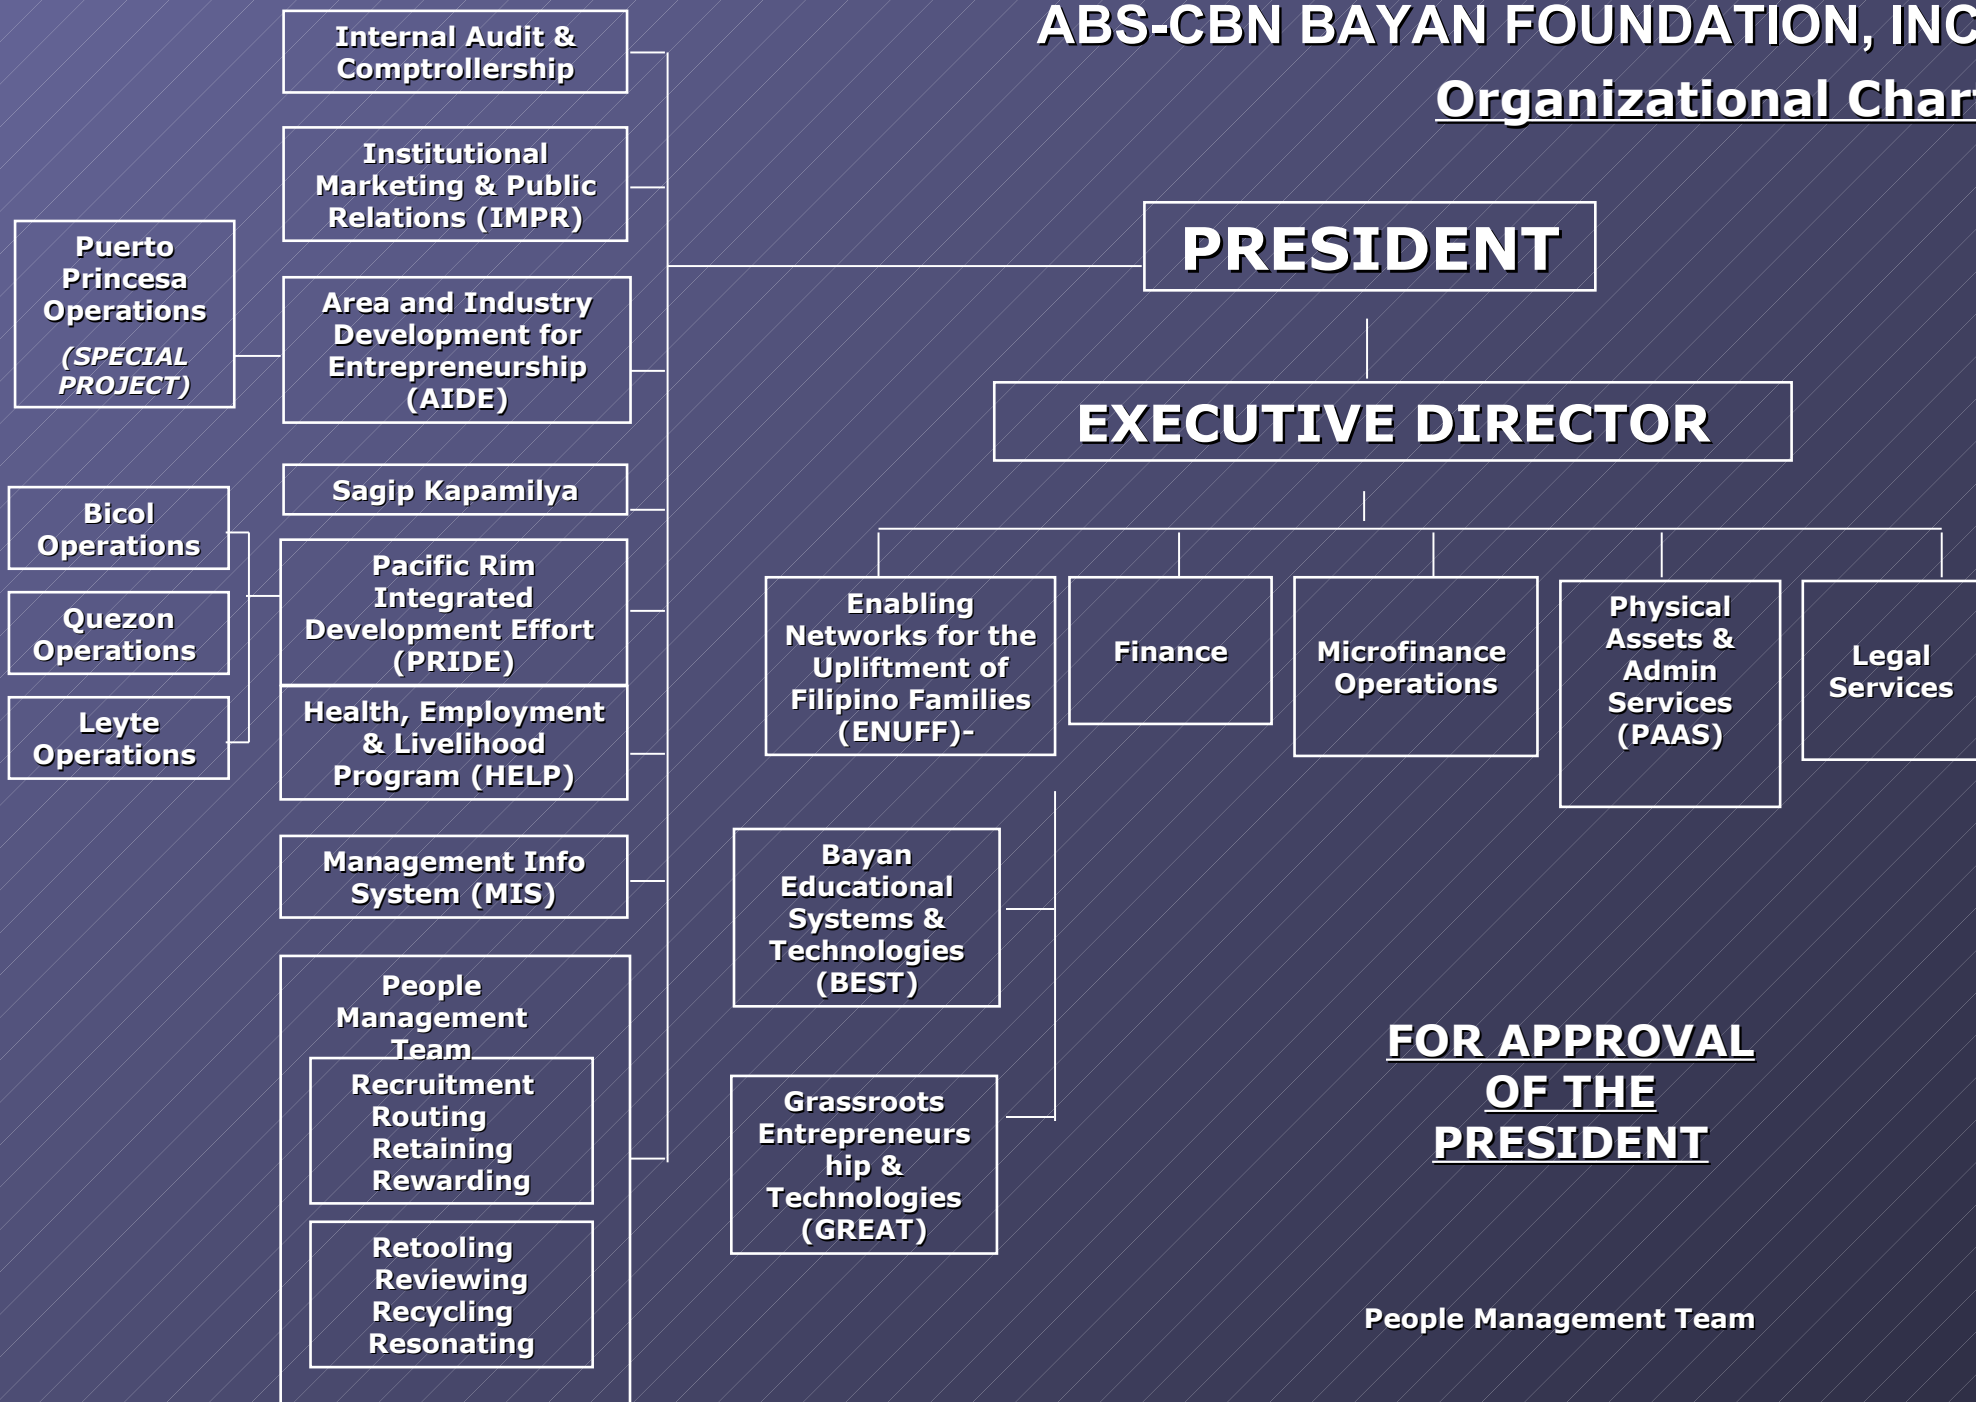 ABS-CBN BAYAN FOUNDATION, INC
Organizational Chart
Internal Audit &
Comptrollership
Institutional
Marketing & Public
Relations (IMPR)
Puerto
Princesa
Operations
(SPECIAL
PROJECT)
Area and Industry
Development for
Entrepreneurship
(AIDE)
PRESIDENT
EXECUTIVE DIRECTOR
Sagip Kapamilya
Bicol
Operations
Quezon
Operations
Leyte
Operations
Pacific Rim
Integrated
Development Effort
(PRIDE)
Health, Employment
& Livelihood
Program (HELP)
Management Info
System (MIS)
People
Management
Team
Recruitment
Routing
Retaining
Rewarding
Retooling
Reviewing
Recycling
Resonating
Enabling
Networks for the
Upliftment of
Filipino Families
(ENUFF)-
Finance
Microfinance
Operations
Physical
Assets &
Admin
Services
(PAAS)
Legal
Services
Bayan
Educational
Systems &
Technologies
(BEST)
Grassroots
Entrepreneurs
hip &
Technologies
(GREAT)
FOR APPROVAL
OF THE
PRESIDENT
People Management Team